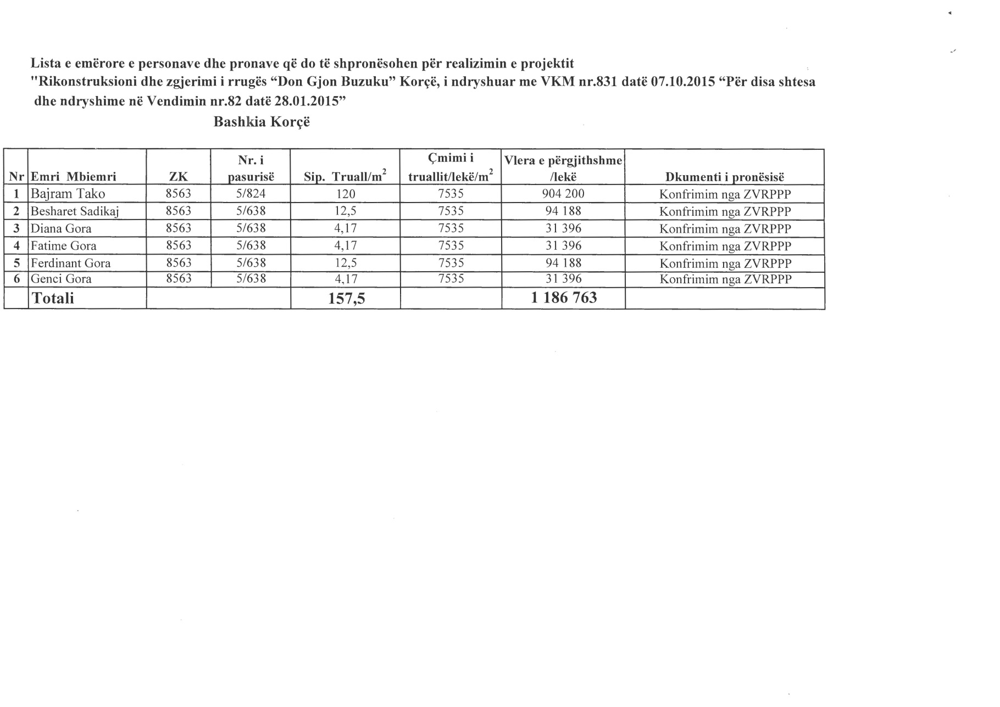 Lista e emërore e personave dhe pronave që do të shpronësohen për realizimin e projektit
"Rikonstruksioni dhe zgjerimi i rrugës “Don Gjon Buzuku” Korçë, i ndryshuar me VKM nr.831 datë 07.10.2015 “Për disa shtesa
dhe ndryshime në Vendimin nr.82 datë 28.01.2015”
Bashkia Korçë
Nr Emri Mbiemri ZK Nr. i pasurisë Sip. Truall/m² Çmimi i truallit/lekë/m² Vlera e përgjithshme /lekë Dkumenti i pronësisë
1 Bajram Tako 8563 5/824 120 7535 904 200 Konfrimim nga ZVRPPP
2 Besharet Sadikaj 8563 5/638 12,5 7535 94 188 Konfrimim nga ZVRPPP
3 Diana Gora 8563 5/638 4,17 7535 31 396 Konfrimim nga ZVRPPP
4 Fatime Gora 8563 5/638 4,17 7535 31 396 Konfrimim nga ZVRPPP
5 Ferdinant Gora 8563 5/638 12,5 7535 94 188 Konfrimim nga ZVRPPP
6 Genci Gora 8563 5/638 4,17 7535 31 396 Konfrimim nga ZVRPPP
Totali 157,5 1 186 763